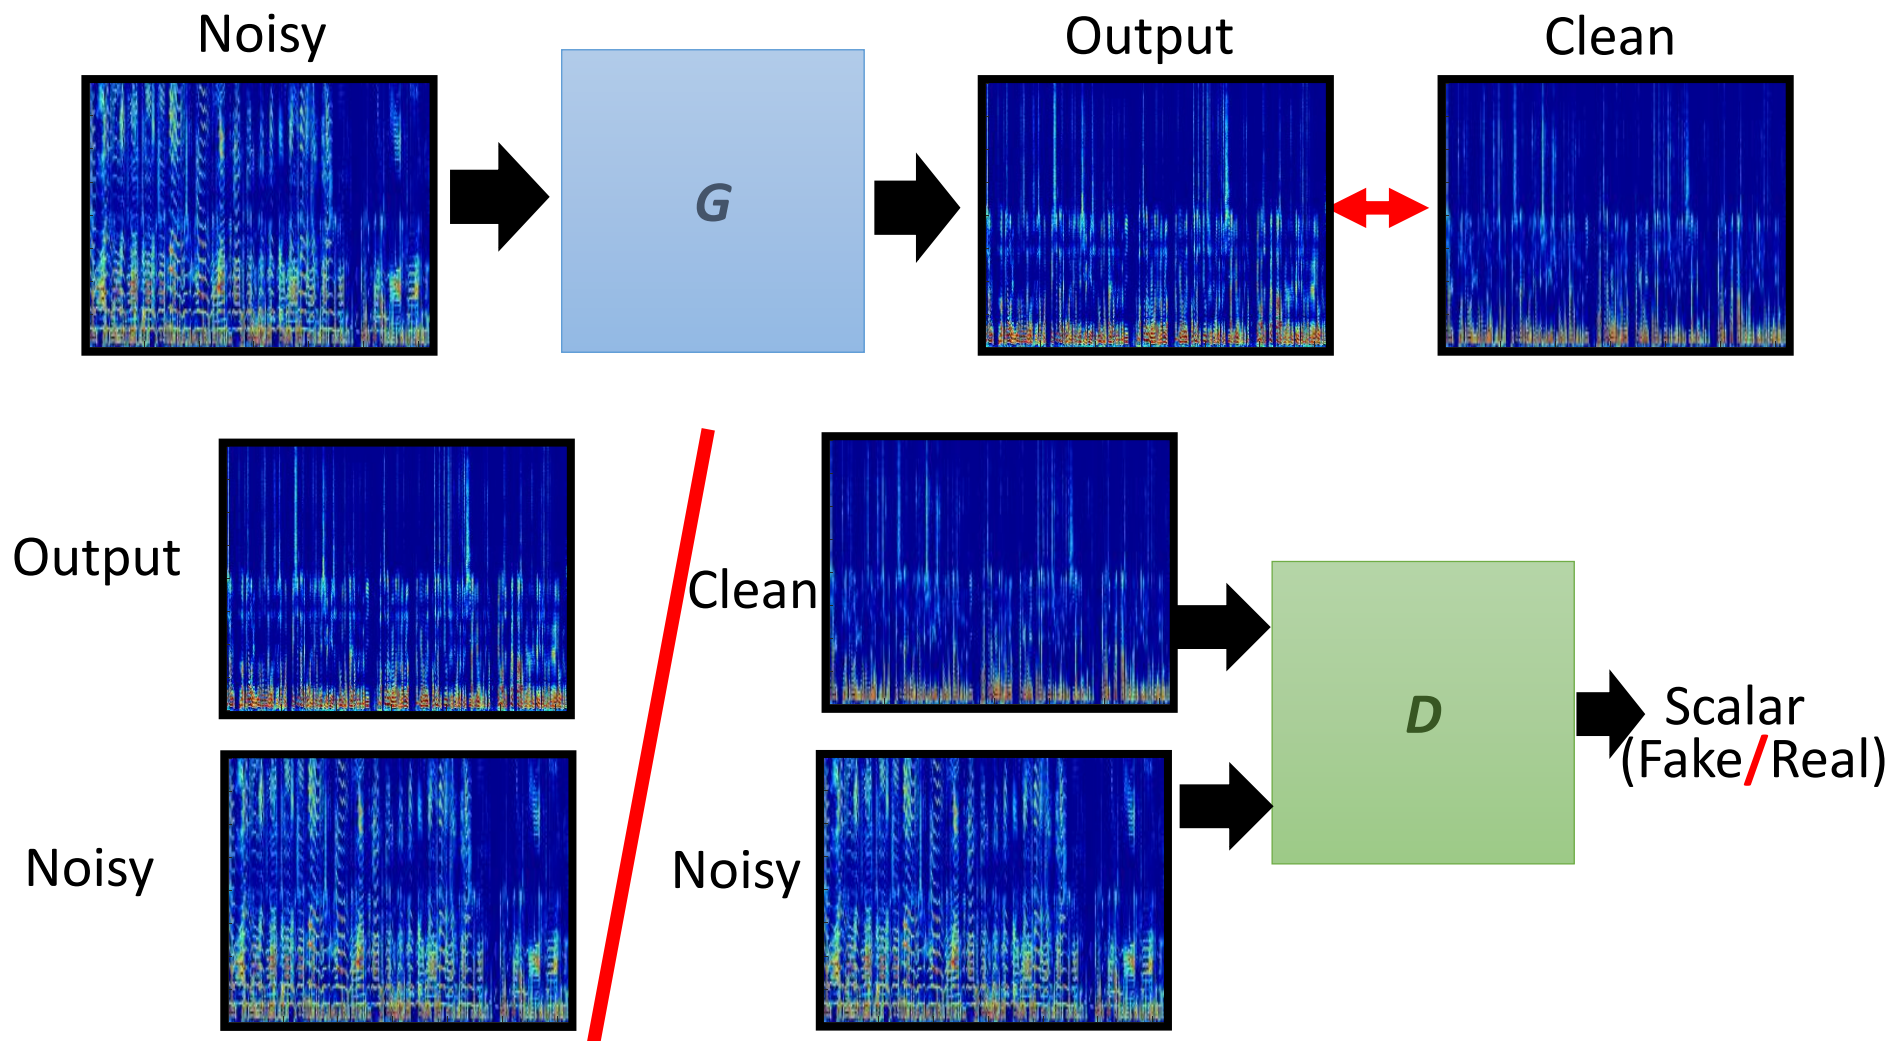 Noisy
Output
Clean
G
Output
Clean
D
Scalar
(Fake/Real)
Noisy
Noisy